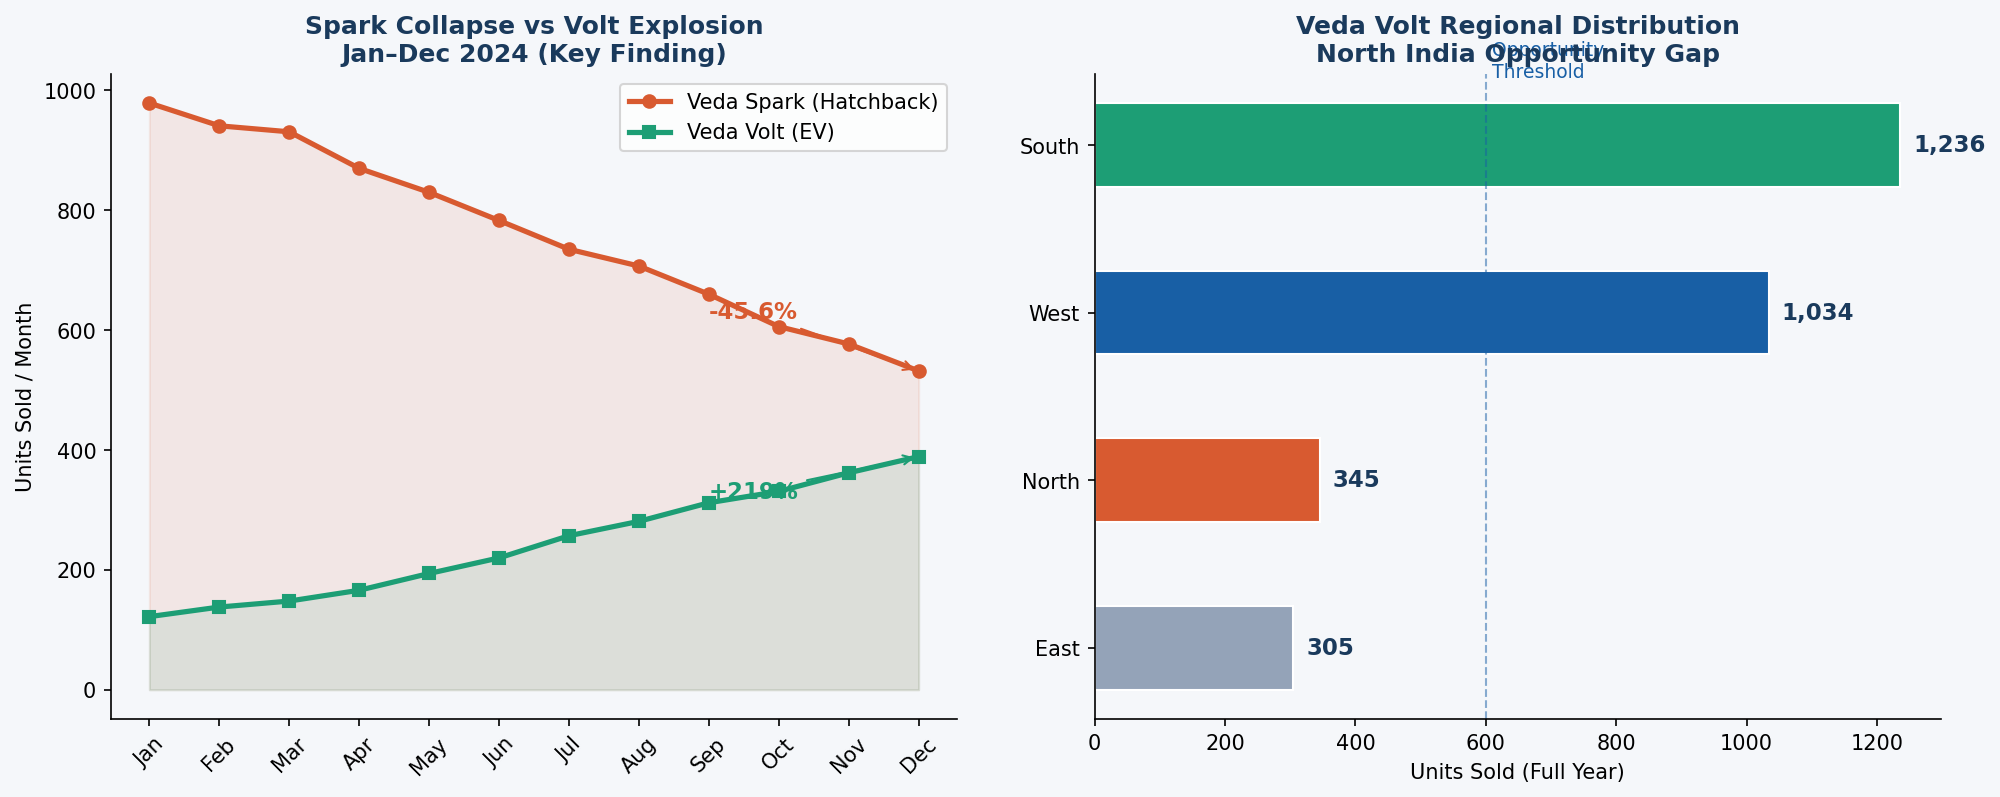 Spark Collapse vs Volt Explosion
Jan–Dec 2024 (Key Finding)
Veda Spark (Hatchback)
Veda Volt (EV)
Units Sold / Month
1000
800
600
400
200
0
-45.6%
+219%
Jan
Feb
Mar
Apr
May
Jun
Jul
Aug
Sep
Oct
Nov
Dec
Veda Volt Regional Distribution
North India Opportunity Gap
Opportunity
Threshold
South
1,236
West
1,034
North
345
East
305
0
200
400
600
800
1000
1200
Units Sold (Full Year)